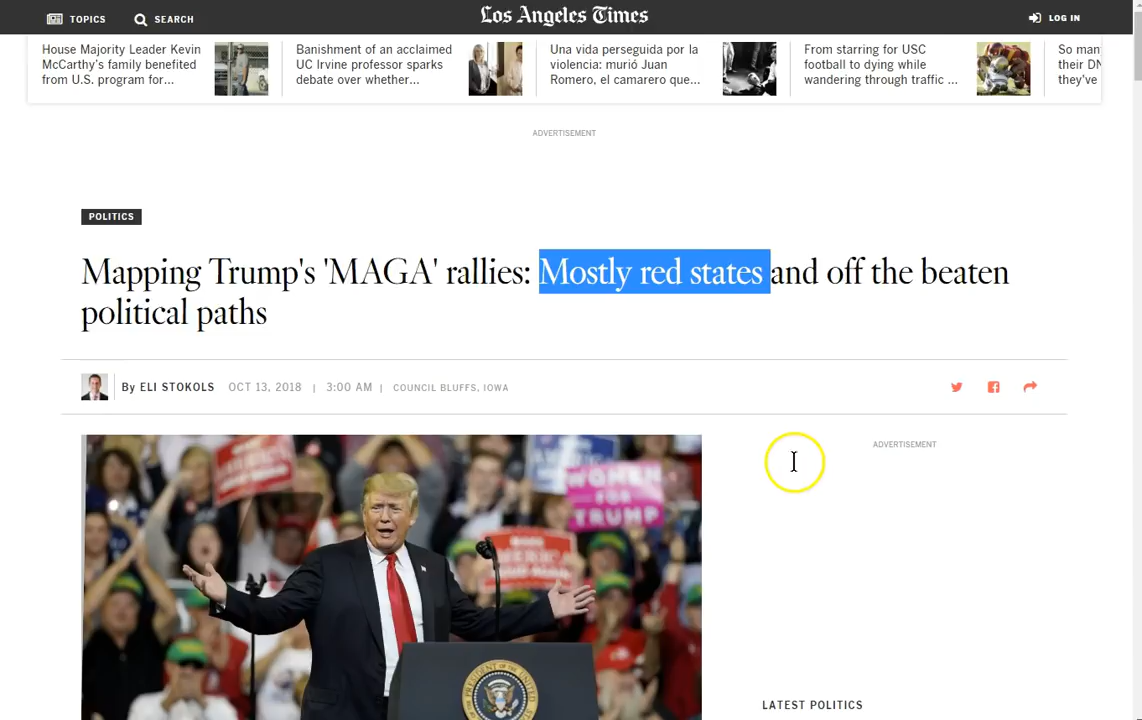 TOPICS
SEARCH
Los Angeles Times
LOG IN
House Majority Leader Kevin
McCarthy's family benefited
from U.S. program for...
Banishment of an acclaimed
UC Irvine professor sparks
debate over whether...
Una vida perseguida por la
violencia: murió Juan
Romero, el camarero que...
From starring for USC
football to dying while
wandering through traffic ...
So man
their DN
they've
ADVERTISEMENT
POLITICS
Mapping Trump's 'MAGA' rallies: Mostly red states and off the beaten
political paths
By ELI STOKOLS OCT 13, 2018 | 3:00 AM | COUNCIL BLUFFS, IOWA
ADVERTISEMENT
WOMEN
FOR
TRUMP
LATEST POLITICS